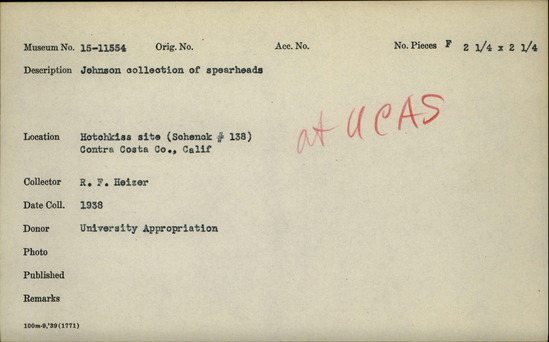 Museum No. 15-11554 Orig. No. Acc. No. No. Pieces F 2 1/4 x 2 1/4
Description Johnson collection of spearheads
at UCAS
Location Hotchkiss site (Schenck # 138)
Contra Costa Co., Calif
Collector R. F. Heizer
Date Coll. 1938
Donor University Appropriation
Photo
Published
Remarks
100m-9,'39(1771)